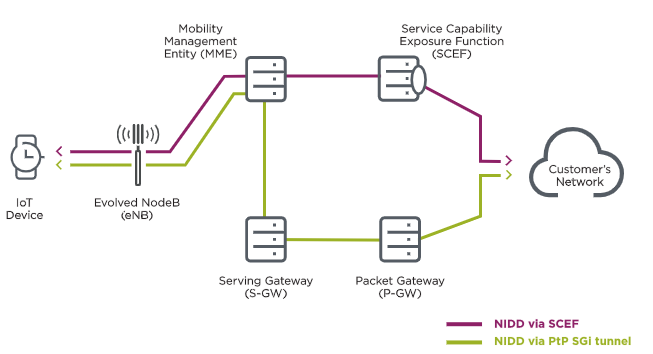 Mobility
Management
Entity (MME)
Service Capability
Exposure Function
(SCEF)
IoT
Device
Evolved NodeB
(eNB)
Customer's
Network
Serving Gateway
(S-GW)
Packet Gateway
(P-GW)
NIDD via SCEF
NIDD via PtP SGi tunnel